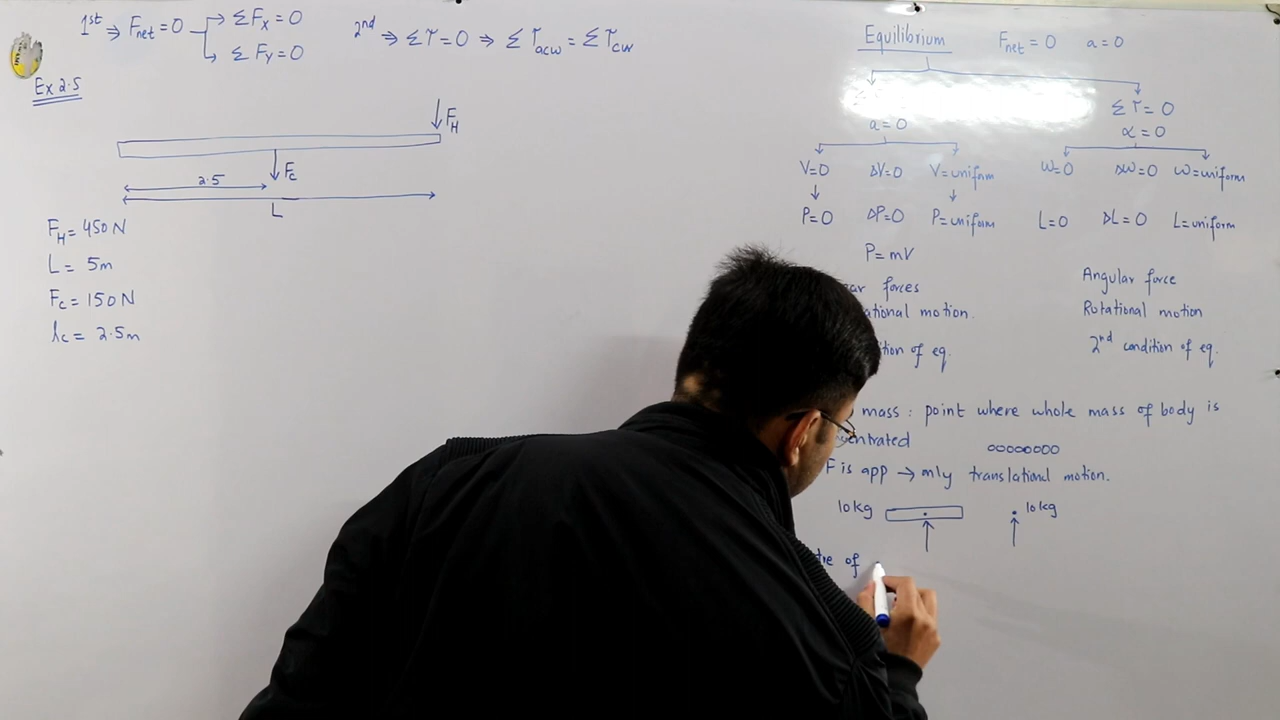 1st ⇒ Fnet = 0 → ΣFx = 0
→ ΣFy = 0
2nd ⇒ Στ = 0 ⇒ Στacw = Στcw
Ex 2.5
FH
Fc
2.5
L
FH = 450 N
L = 5m
Fc = 150 N
lc = 2.5m
Equilibrium Fnet = 0 a = 0
a = 0
V=0 ΔV=0 V=uniform
P=0 ΔP=0 P=uniform
P = mV
forces
ational motion.
tion of eq.
Στ = 0
α = 0
ω=0 Δω=0 ω=uniform
L=0 ΔL=0 L=uniform
Angular force
Rotational motion
2nd condition of eq.
mass : point where whole mass of body is
entrated
F is app → only translational motion.
10kg 10kg
tre of